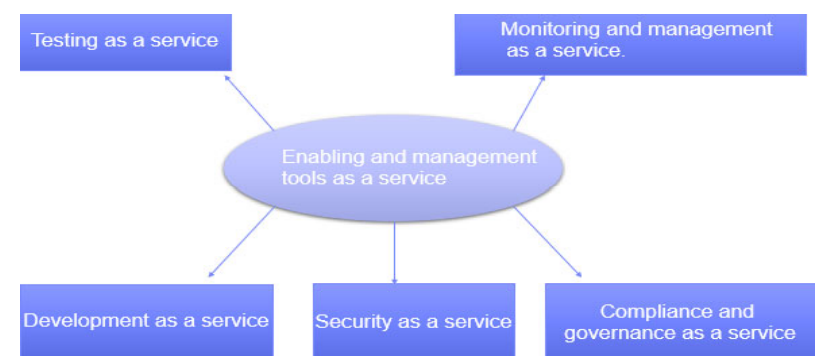 Testing as a service
Monitoring and management
as a service.
Enabling and management
tools as a service
Development as a service
Security as a service
Compliance and
governance as a service